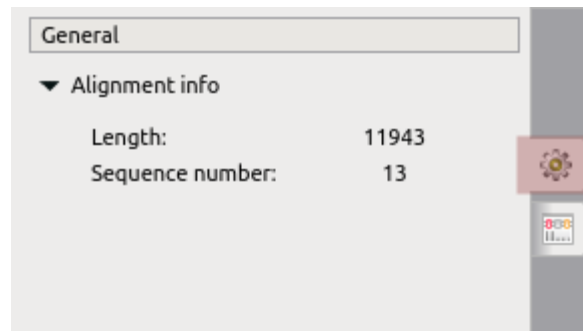 General
Alignment info
Length: 11943
Sequence number: 13